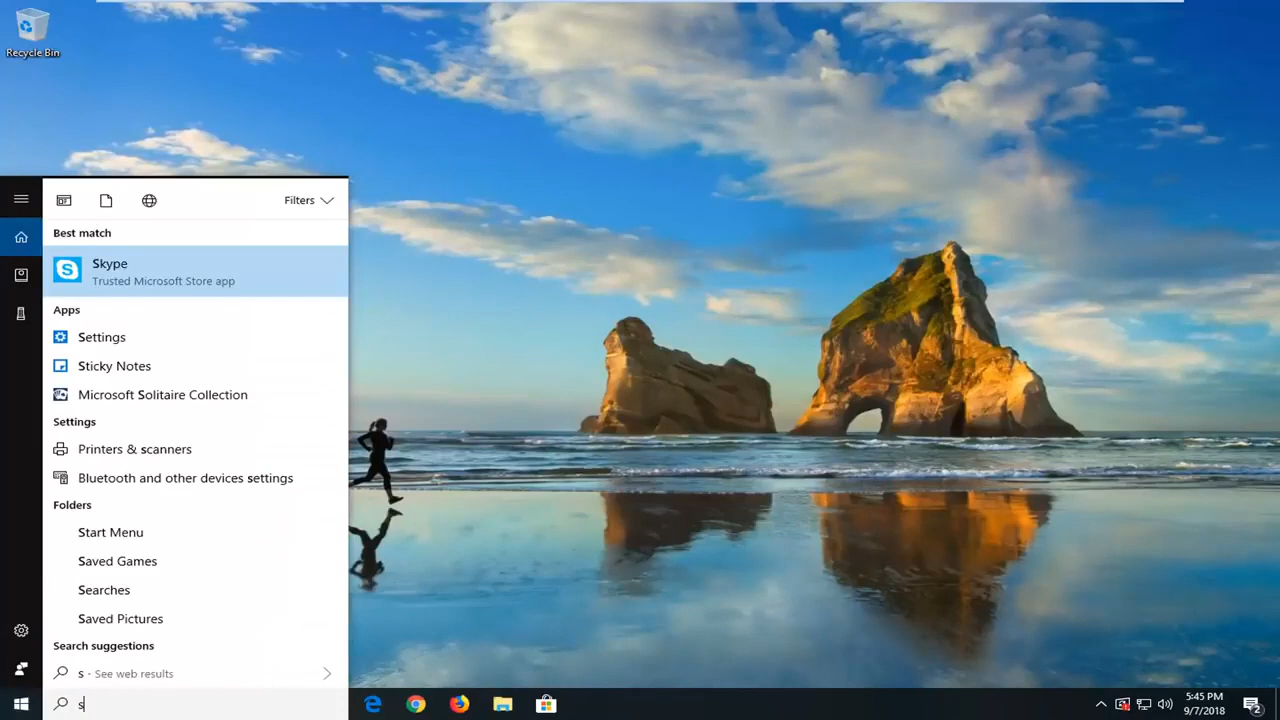 Recycle Bin
Filters
Best match
Skype
Trusted Microsoft Store app
Apps
Settings
Sticky Notes
Microsoft Solitaire Collection
Settings
Printers & scanners
Bluetooth and other devices settings
Folders
Start Menu
Saved Games
Searches
Saved Pictures
Search suggestions
s - See web results
s
5:45 PM
9/7/2018
2